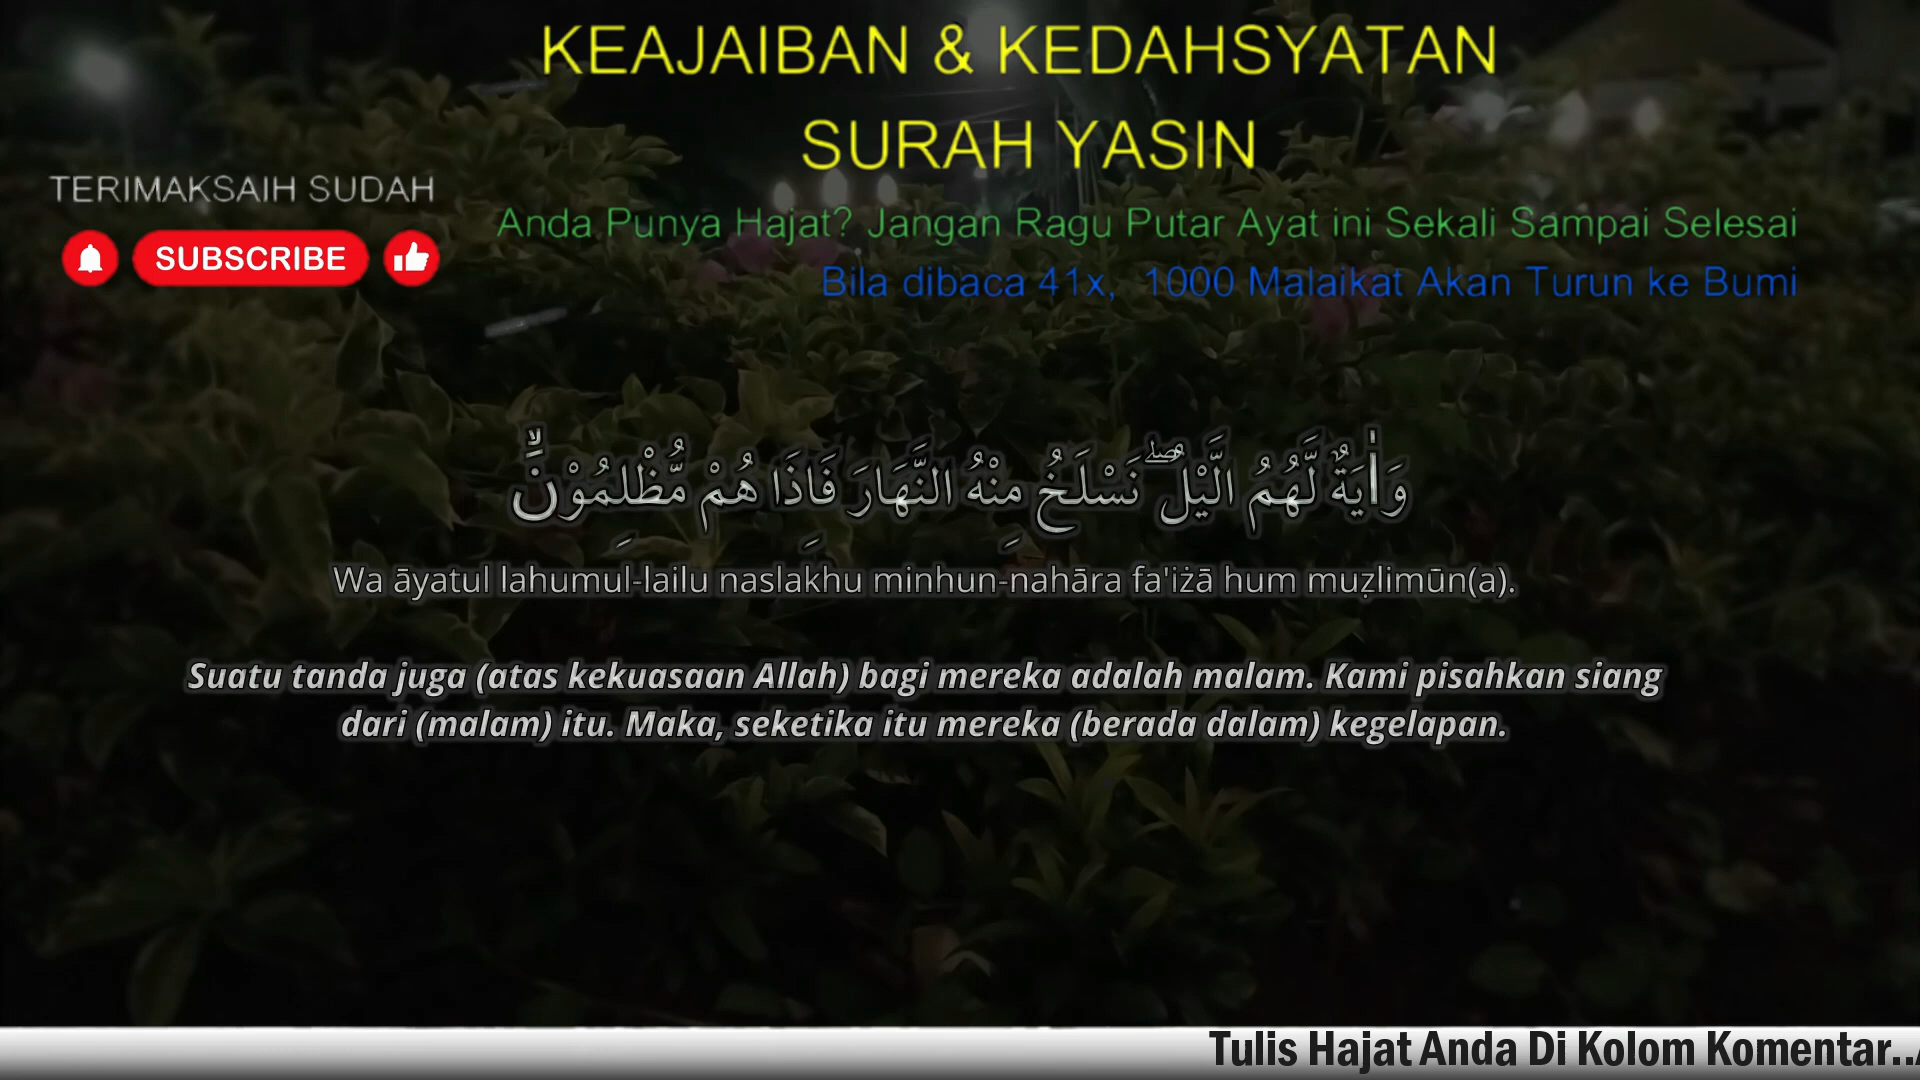 KEAJAIBAN & KEDAHSYATAN
SURAH YASIN
TERIMAKSAIH SUDAH
SUBSCRIBE
Anda Punya Hajat? Jangan Ragu Putar Ayat ini Sekali Sampai Selesai
Bila dibaca 41x, 1000 Malaikat Akan Turun ke Bumi
وَاٰيَةٌ لَّهُمُ الَّيْلُ ۖنَسْلَخُ مِنْهُ النَّهَارَ فَاِذَا هُمْ مُّظْلِمُوْنَۙ
Wa āyatul lahumul-lailu naslakhu minhun-nahāra fa'iżā hum muẓlimūn(a).
Suatu tanda juga (atas kekuasaan Allah) bagi mereka adalah malam. Kami pisahkan siang
dari (malam) itu. Maka, seketika itu mereka (berada dalam) kegelapan.
Tulis Hajat Anda Di Kolom Komentar..